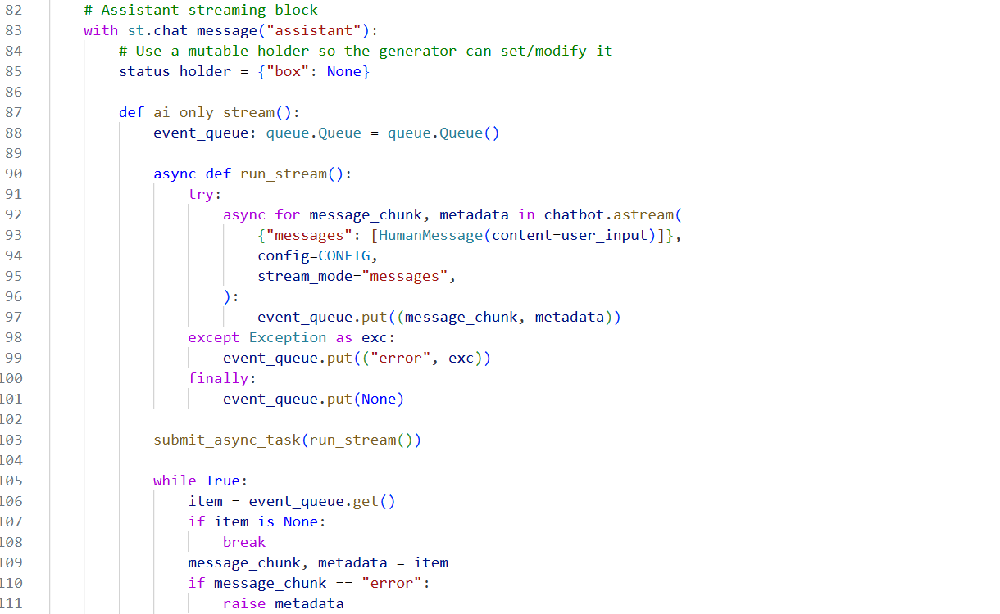 82 # Assistant streaming block
83 with st.chat_message("assistant"):
84 # Use a mutable holder so the generator can set/modify it
85 status_holder = {"box": None}
86
87 def ai_only_stream():
88 event_queue: queue.Queue = queue.Queue()
89
90 async def run_stream():
91 try:
92 async for message_chunk, metadata in chatbot.astream(
93 {"messages": [HumanMessage(content=user_input)]},
94 config=CONFIG,
95 stream_mode="messages",
96 ):
97 event_queue.put((message_chunk, metadata))
98 except Exception as exc:
99 event_queue.put(("error", exc))
100 finally:
101 event_queue.put(None)
102
103 submit_async_task(run_stream())
104
105 while True:
106 item = event_queue.get()
107 if item is None:
108 break
109 message_chunk, metadata = item
110 if message_chunk == "error":
111 raise metadata